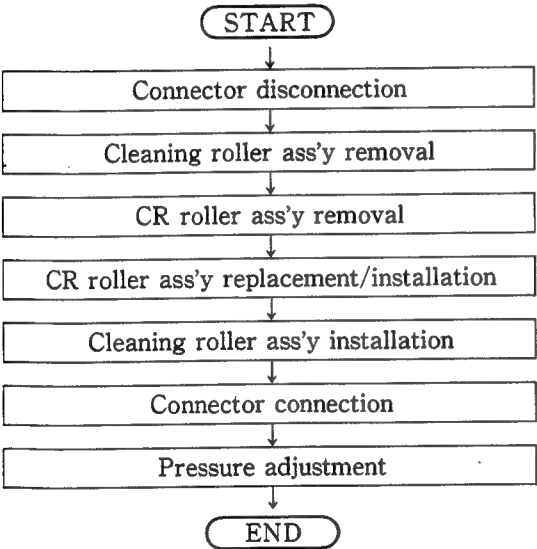 START
Connector disconnection
Cleaning roller ass'y removal
CR roller ass'y removal
CR roller ass'y replacement/installation
Cleaning roller ass'y installation
Connector connection
Pressure adjustment
END